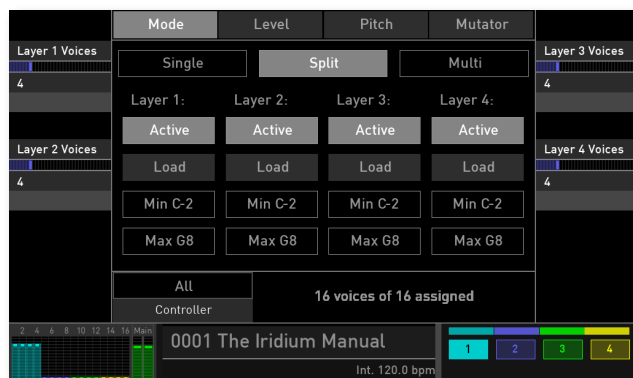 Mode Level Pitch Mutator
Layer 1 Voices
4
Layer 2 Voices
4
Single Split Multi
Layer 1: Layer 2: Layer 3: Layer 4:
Active Active Active Active
Load Load Load Load
Min C-2 Min C-2 Min C-2 Min C-2
Max G8 Max G8 Max G8 Max G8
Layer 3 Voices
4
Layer 4 Voices
4
All
Controller
16 voices of 16 assigned
2 4 6 8 10 12 14 16 Main
0001 The Iridium Manual
Int. 120.0 bpm
1 2 3 4